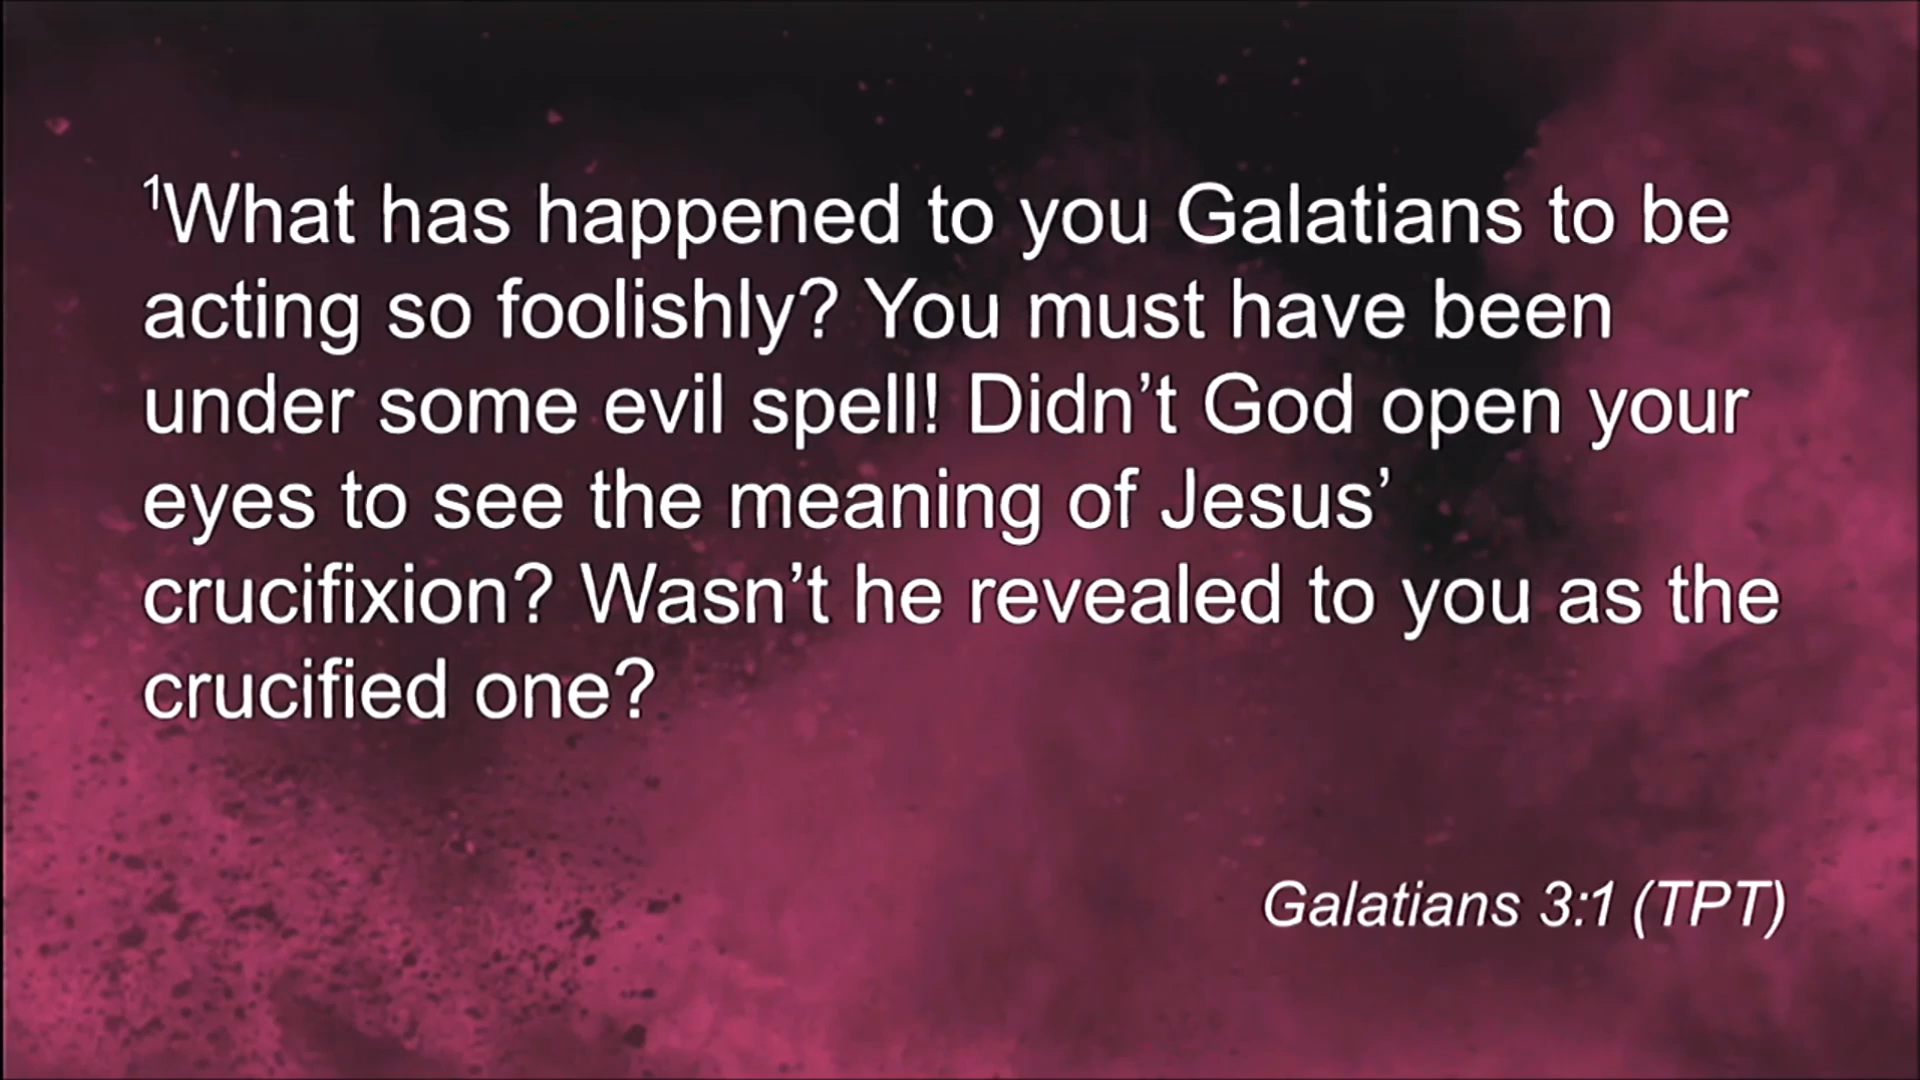 ¹What has happened to you Galatians to be
acting so foolishly? You must have been
under some evil spell! Didn’t God open your
eyes to see the meaning of Jesus’
crucifixion? Wasn’t he revealed to you as the
crucified one?
Galatians 3:1 (TPT)